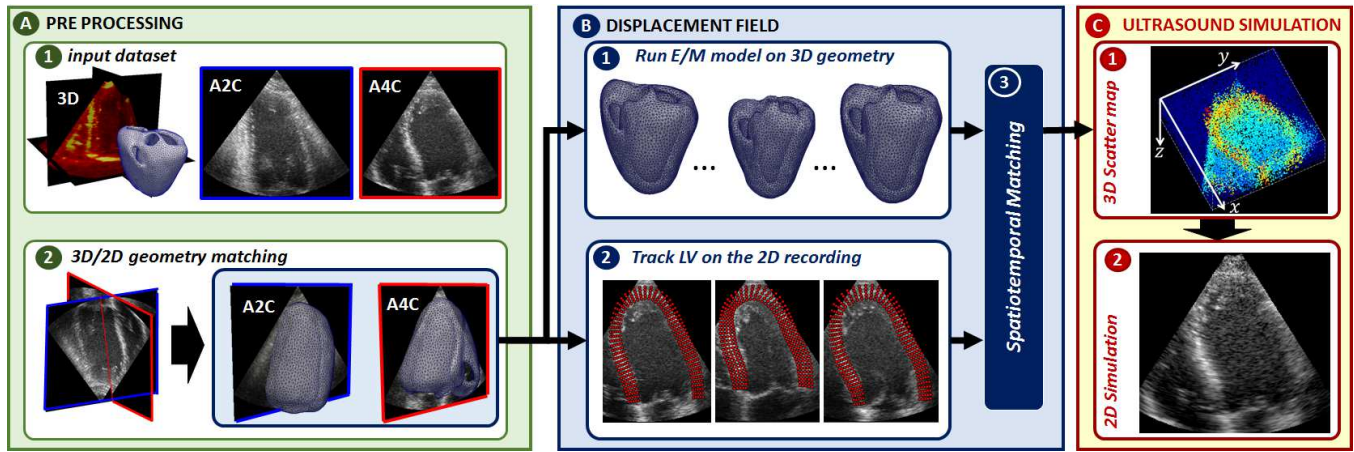 A PRE PROCESSING
1 input dataset
3D
A2C
A4C
2 3D/2D geometry matching
A2C
A4C
B DISPLACEMENT FIELD
1 Run E/M model on 3D geometry
... ...
2 Track LV on the 2D recording
3
Spatiotemporal Matching
C ULTRASOUND SIMULATION
1
3D Scatter map
y
z
x
2
2D Simulation